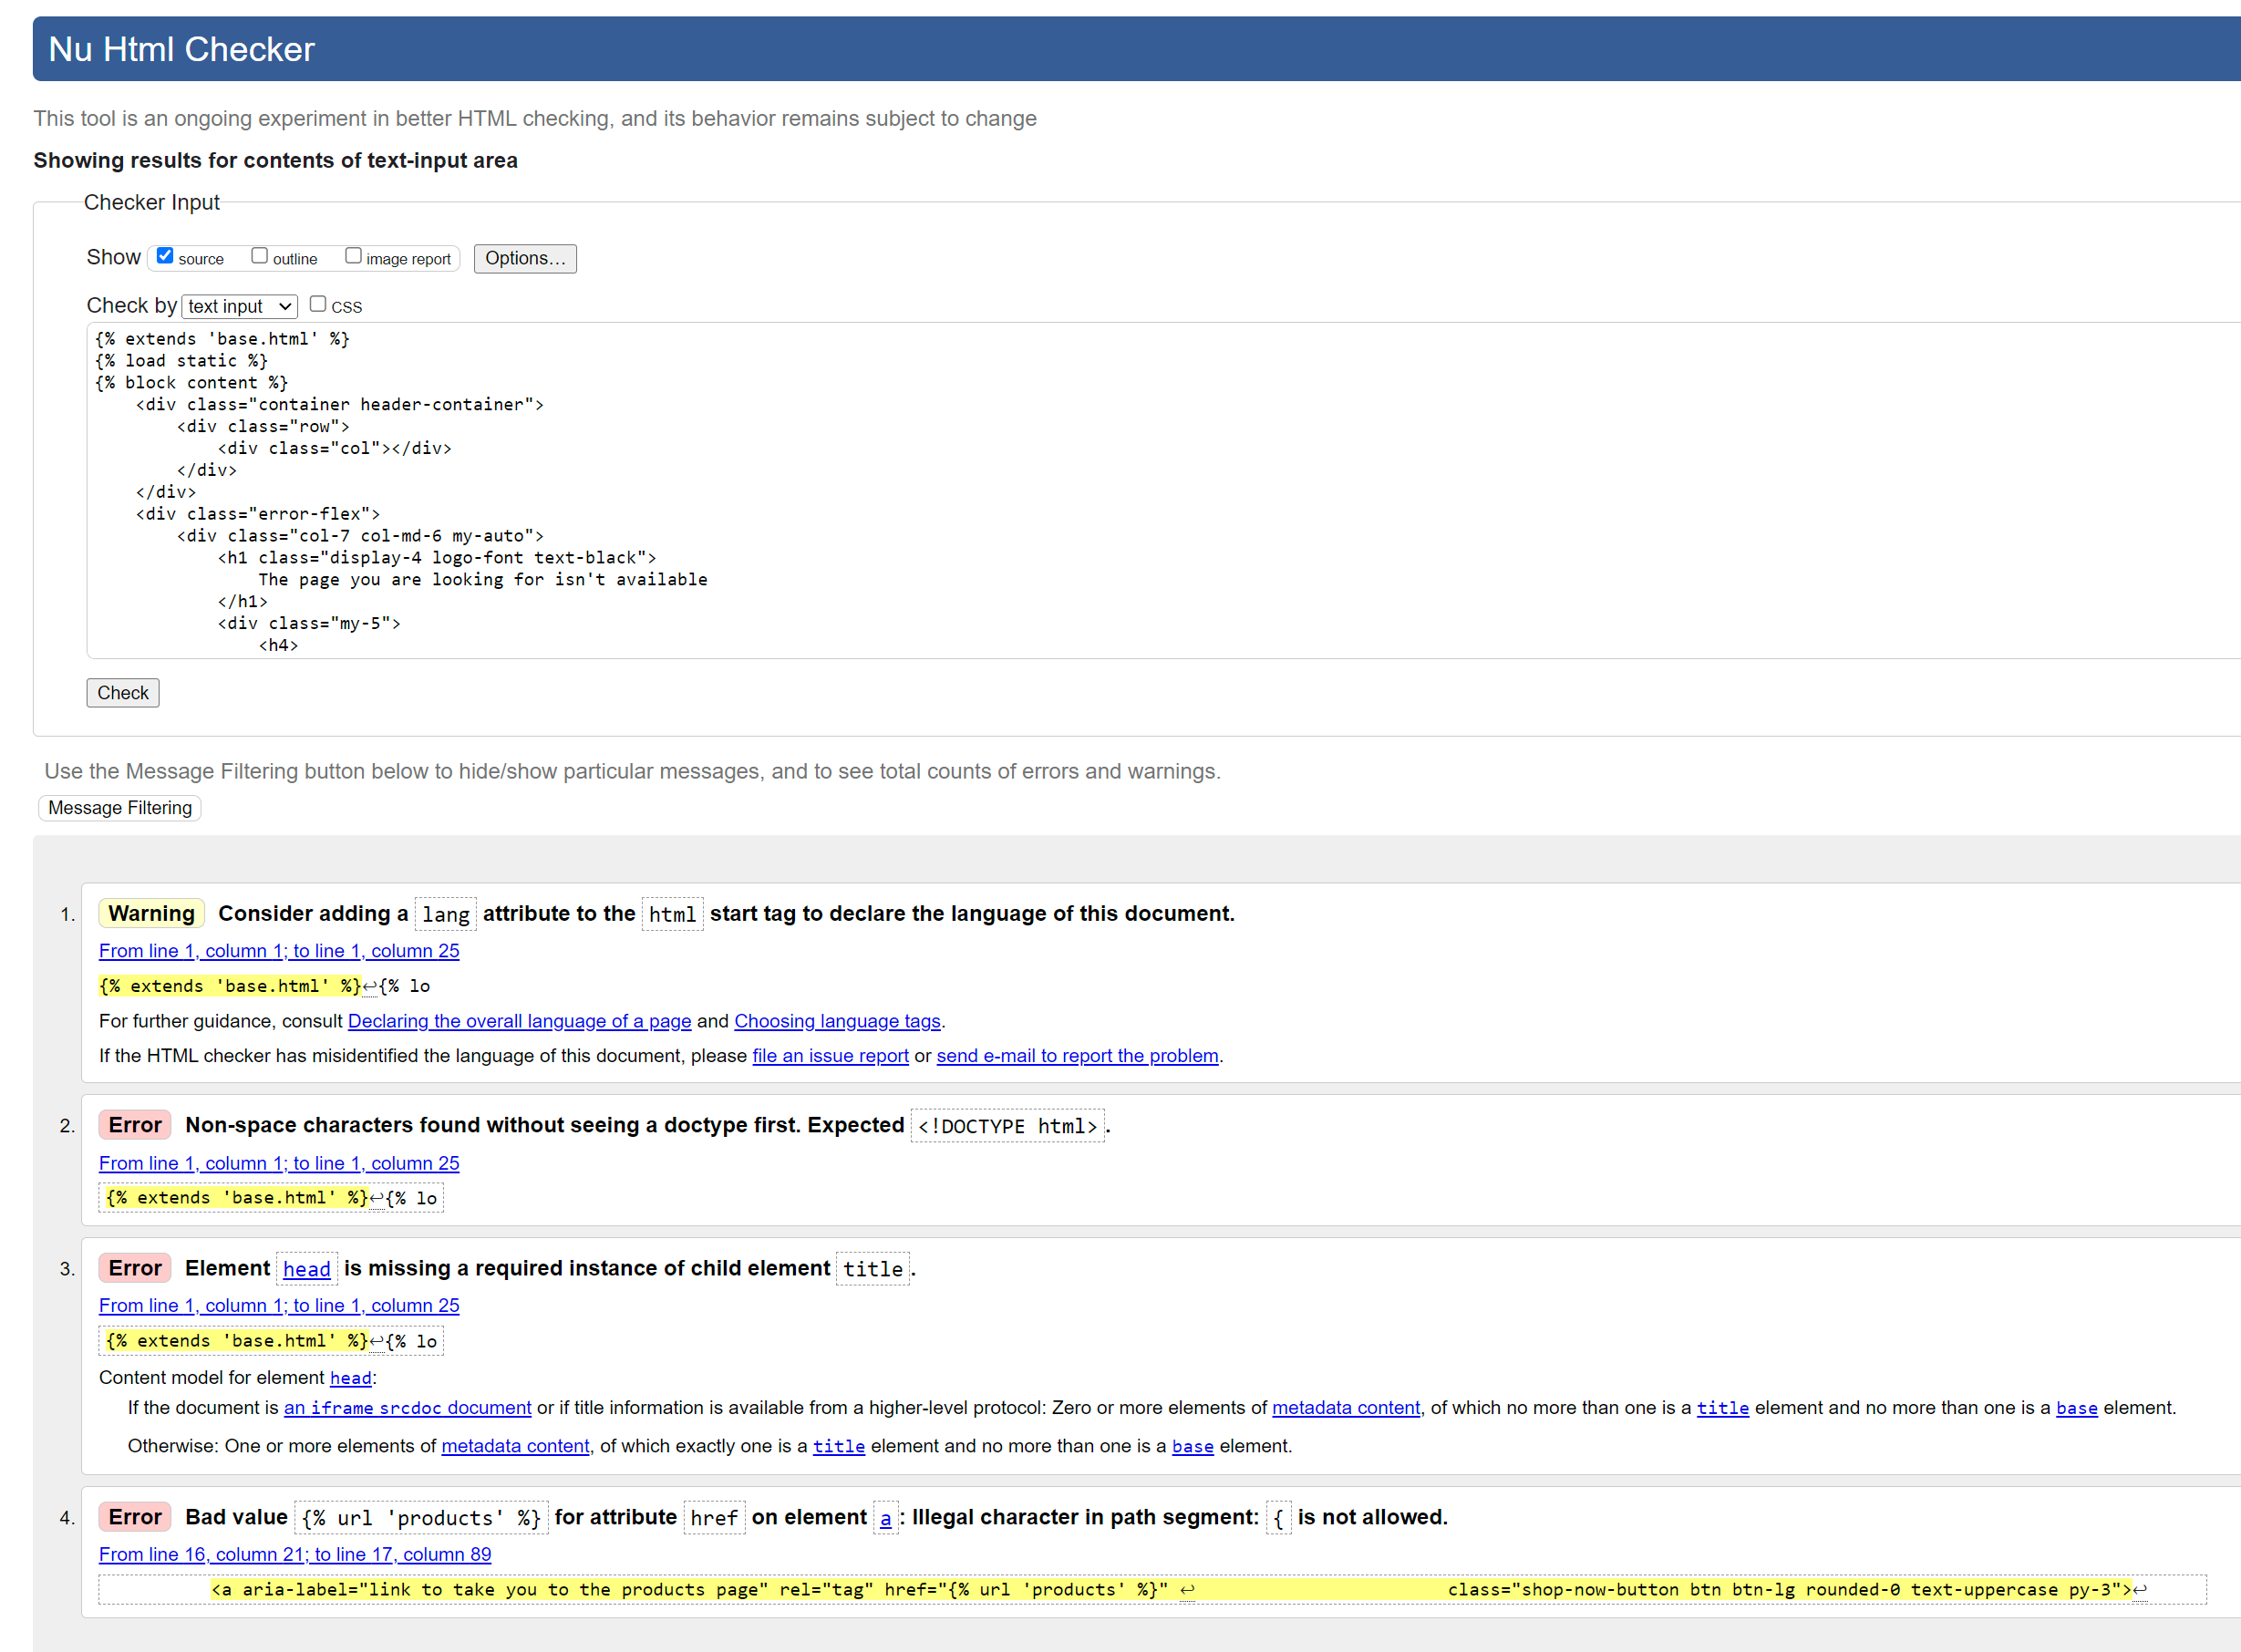 Nu Html Checker
This tool is an ongoing experiment in better HTML checking, and its behavior remains subject to change
Showing results for contents of text-input area
Checker Input
Show source outline image report Options...
Check by text input CSS
{% extends 'base.html' %}
{% load static %}
{% block content %}
    <div class="container header-container">
        <div class="row">
            <div class="col"></div>
        </div>
    </div>
    <div class="error-flex">
        <div class="col-7 col-md-6 my-auto">
            <h1 class="display-4 logo-font text-black">
                The page you are looking for isn't available
            </h1>
            <div class="my-5">
                <h4>
Check
Use the Message Filtering button below to hide/show particular messages, and to see total counts of errors and warnings.
Message Filtering
1. Warning Consider adding a lang attribute to the html start tag to declare the language of this document.
From line 1, column 1; to line 1, column 25
{% extends 'base.html' %}↩{% lo
For further guidance, consult Declaring the overall language of a page and Choosing language tags.
If the HTML checker has misidentified the language of this document, please file an issue report or send e-mail to report the problem.
2. Error Non-space characters found without seeing a doctype first. Expected <!DOCTYPE html>.
From line 1, column 1; to line 1, column 25
{% extends 'base.html' %}↩{% lo
3. Error Element head is missing a required instance of child element title.
From line 1, column 1; to line 1, column 25
{% extends 'base.html' %}↩{% lo
Content model for element head:
If the document is an iframe srcdoc document or if title information is available from a higher-level protocol: Zero or more elements of metadata content, of which no more than one is a title element and no more than one is a base element.
Otherwise: One or more elements of metadata content, of which exactly one is a title element and no more than one is a base element.
4. Error Bad value {% url 'products' %} for attribute href on element a: Illegal character in path segment: { is not allowed.
From line 16, column 21; to line 17, column 89
<a aria-label="link to take you to the products page" rel="tag" href="{% url 'products' %}" ↩ class="shop-now-button btn btn-lg rounded-0 text-uppercase py-3">↩